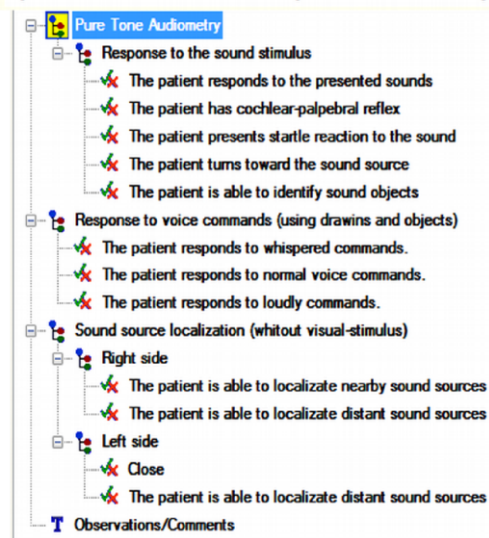 Pure Tone Audiometry
Response to the sound stimulus
The patient responds to the presented sounds
The patient has cochlear-palpebral reflex
The patient presents startle reaction to the sound
The patient turns toward the sound source
The patient is able to identify sound objects
Response to voice commands (using drawins and objects)
The patient responds to whispered commands.
The patient responds to normal voice commands.
The patient responds to loudly commands.
Sound source localization (whitout visual-stimulus)
Right side
The patient is able to localizate nearby sound sources
The patient is able to localizate distant sound sources
Left side
Close
The patient is able to localizate distant sound sources
T Observations/Comments